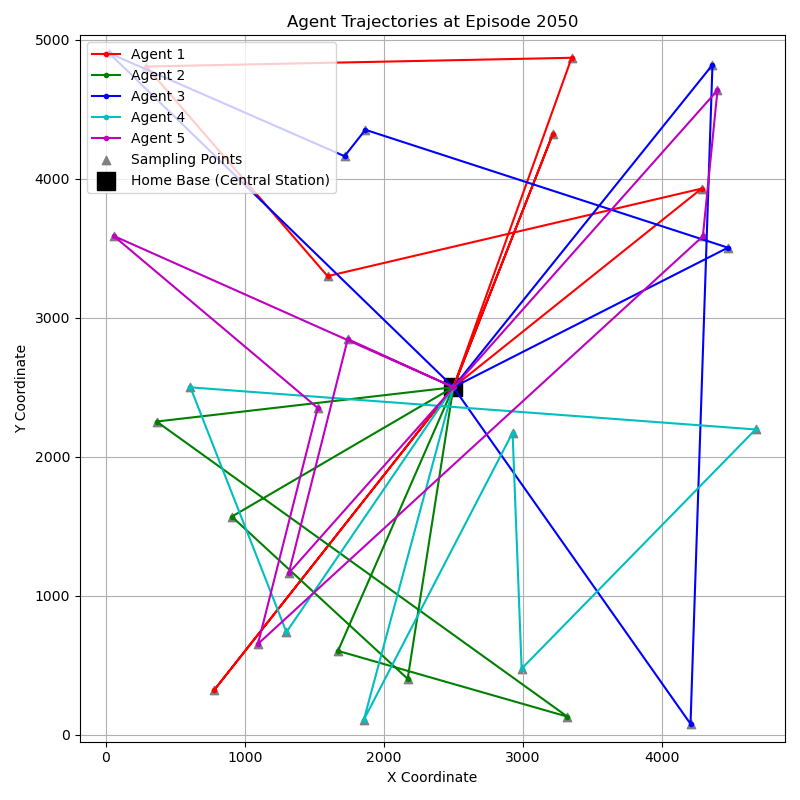 Agent Trajectories at Episode 2050
Agent 1
Agent 2
Agent 3
Agent 4
Agent 5
Sampling Points
Home Base (Central Station)
5000
4000
3000
2000
1000
0
Y Coordinate
0 1000 2000 3000 4000
X Coordinate